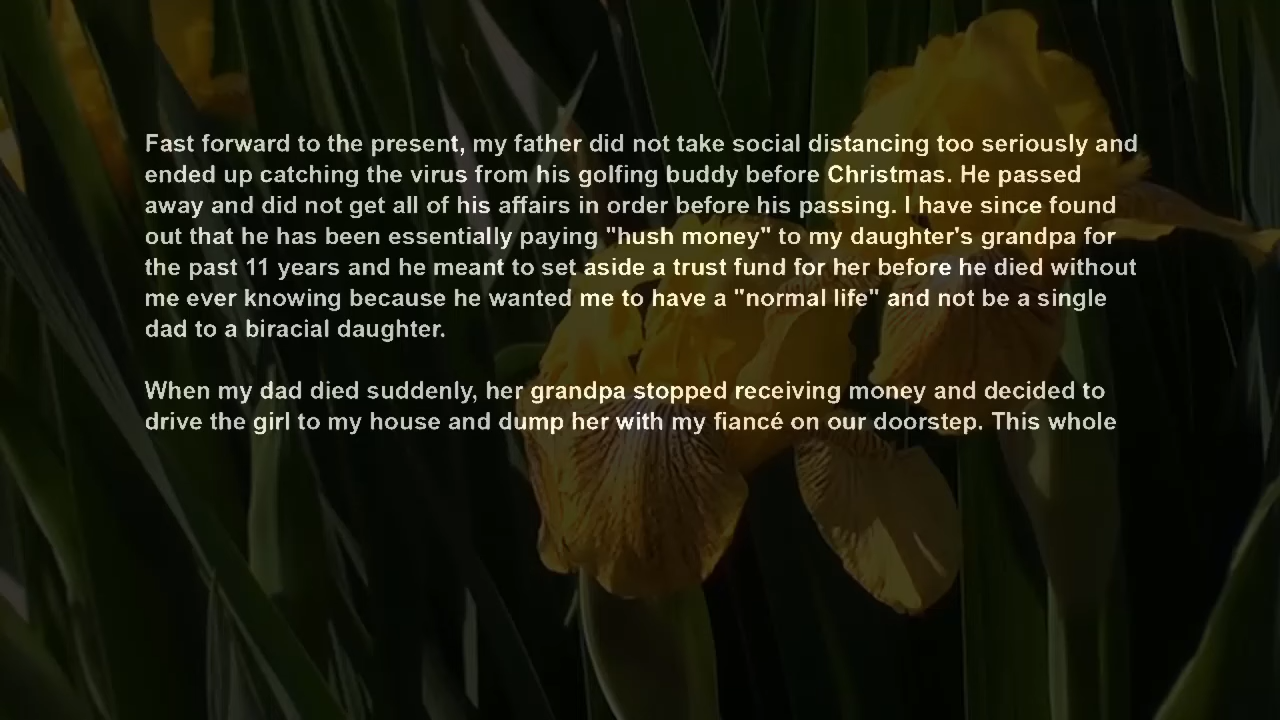 Fast forward to the present, my father did not take social distancing too seriously and
ended up catching the virus from his golfing buddy before Christmas. He passed
away and did not get all of his affairs in order before his passing. I have since found
out that he has been essentially paying "hush money" to my daughter's grandpa for
the past 11 years and he meant to set aside a trust fund for her before he died without
me ever knowing because he wanted me to have a "normal life" and not be a single
dad to a biracial daughter.
When my dad died suddenly, her grandpa stopped receiving money and decided to
drive the girl to my house and dump her with my fiancé on our doorstep. This whole